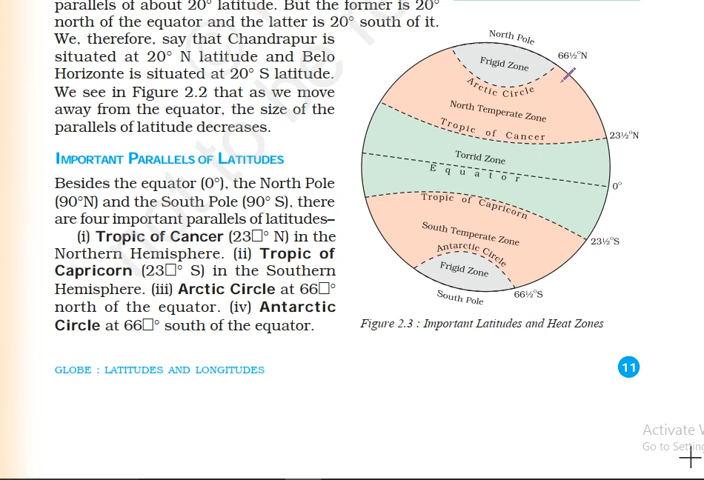 parallels of about 20° latitude. But the former is 20°
north of the equator and the latter is 20° south of it.
We, therefore, say that Chandrapur is
situated at 20° N latitude and Belo
Horizonte is situated at 20° S latitude.
We see in Figure 2.2 that as we move
away from the equator, the size of the
parallels of latitude decreases.
IMPORTANT PARALLELS OF LATITUDES
Besides the equator (0°), the North Pole
(90°N) and the South Pole (90° S), there
are four important parallels of latitudes–
(i) Tropic of Cancer (23□° N) in the
Northern Hemisphere. (ii) Tropic of
Capricorn (23□° S) in the Southern
Hemisphere. (iii) Arctic Circle at 66□°
north of the equator. (iv) Antarctic
Circle at 66□° south of the equator.
North Pole
66½°N
Frigid Zone
Arctic Circle
North Temperate Zone
Tropic of Cancer
23½°N
Torrid Zone
Equator
0°
Tropic of Capricorn
South Temperate Zone
23½°S
Antarctic Circle
Frigid Zone
South Pole
66½°S
Figure 2.3 : Important Latitudes and Heat Zones
GLOBE : LATITUDES AND LONGITUDES
11
not to be
Activate
Go to Setting